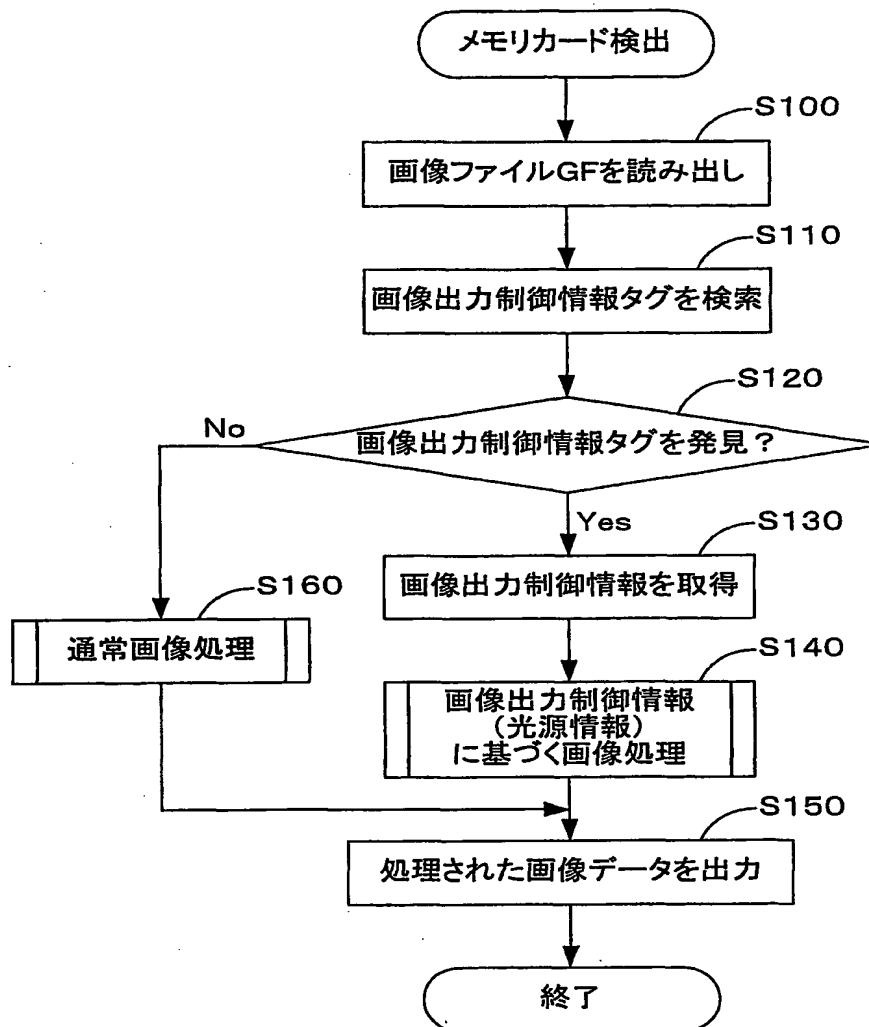 メモリカード検出
S100
画像ファイルGFを読み出し
S110
画像出力制御情報タグを検索
S120
画像出力制御情報タグを発見？
No
Yes
S130
画像出力制御情報を取得
S160
通常画像処理
S140
画像出力制御情報
（光源情報）
に基づく画像処理
S150
処理された画像データを出力
終了